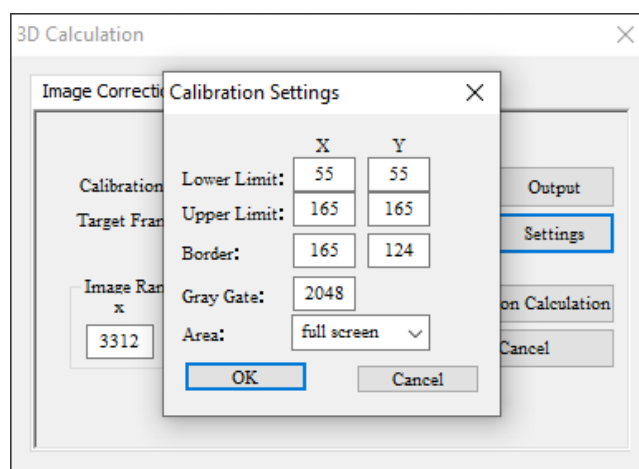 3D Calculation
Image Correcti
Calibration Settings
X Y
Lower Limit: 55 55
Upper Limit: 165 165
Border: 165 124
Gray Gate: 2048
Area: full screen
OK Cancel
Calibration
Target Fran
Image Ran
x
3312
Output
Settings
on Calculation
Cancel